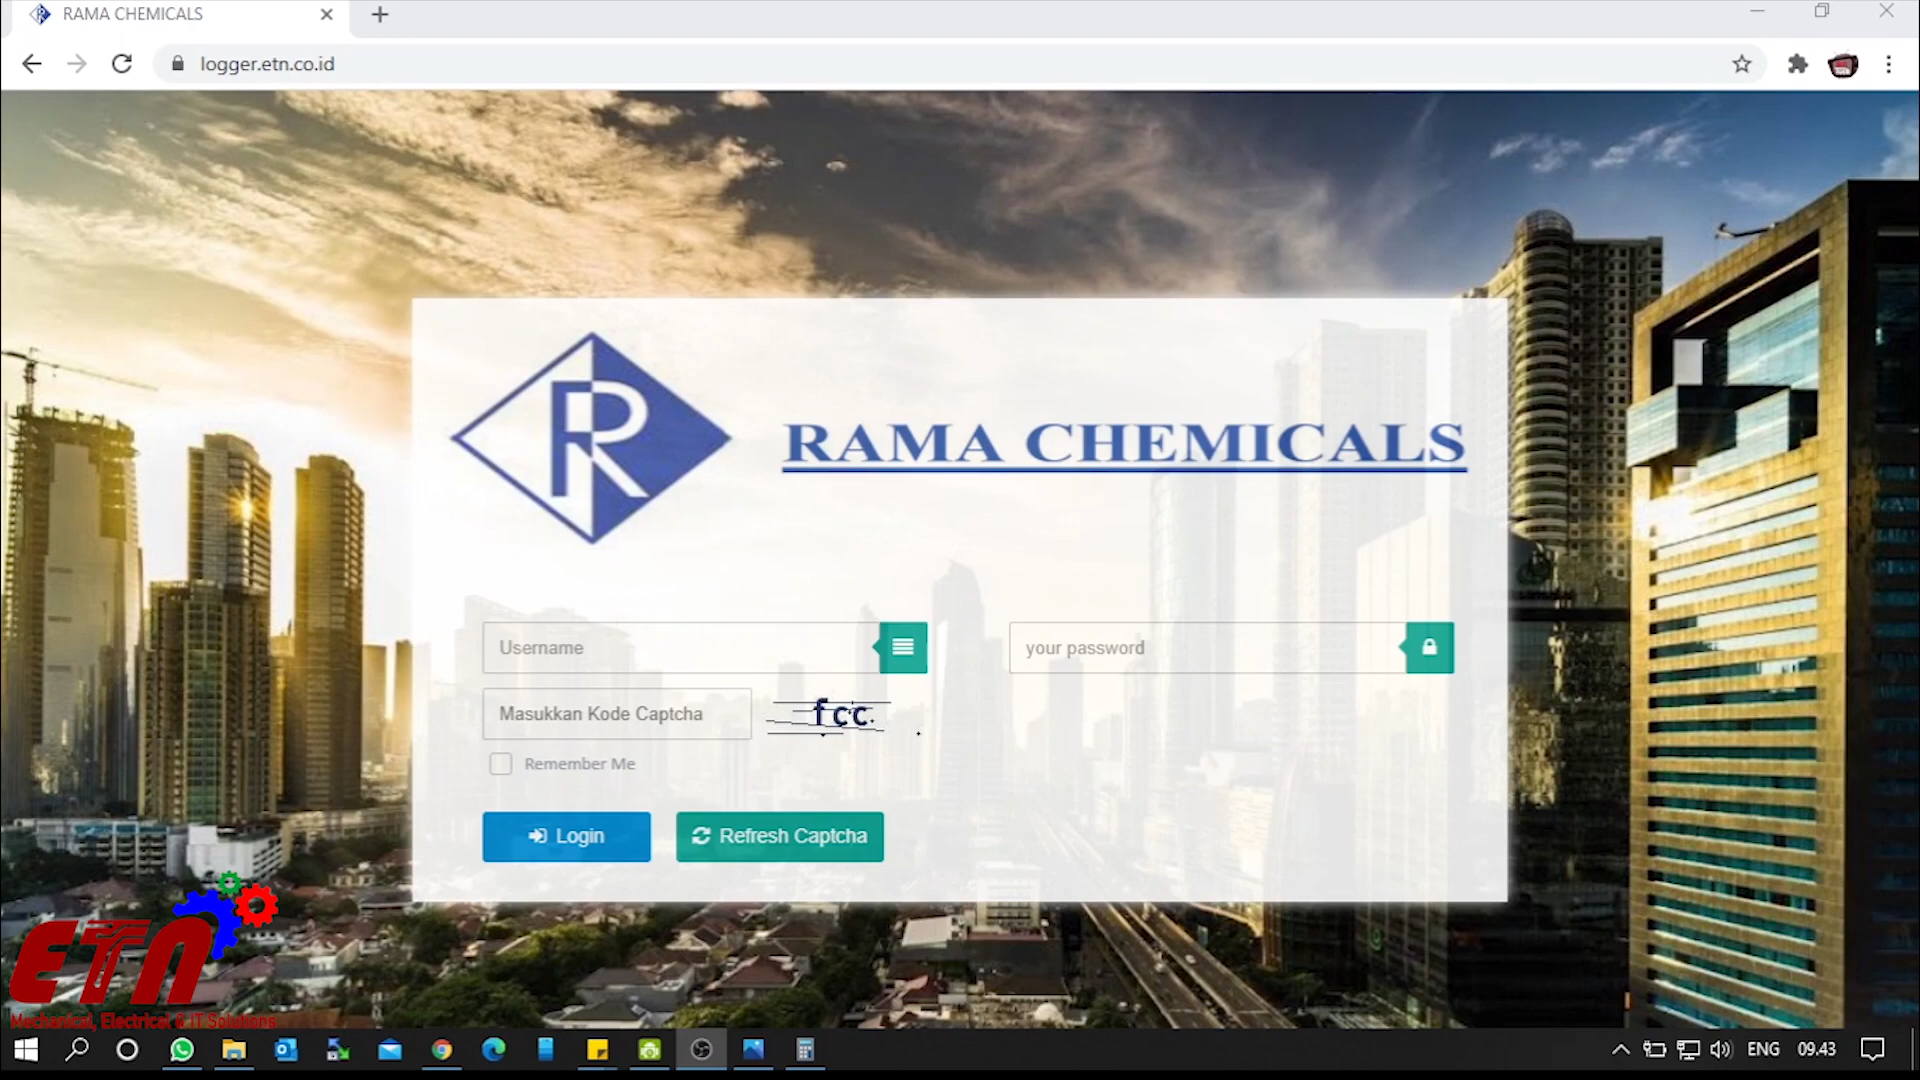 RAMA CHEMICALS
logger.etn.co.id
R
RAMA CHEMICALS
Username
your password
Masukkan Kode Captcha
fcc
Remember Me
Login
Refresh Captcha
ETN
Mechanical, Electrical & IT Solutions
ENG
09.43